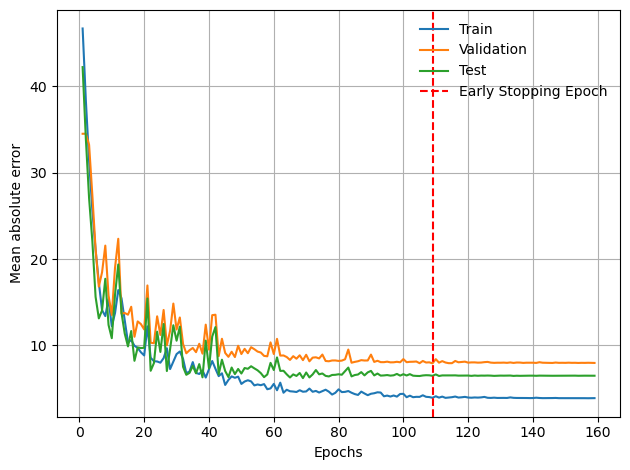 Train
Validation
Test
Early Stopping Epoch
Mean absolute error
40
30
20
10
0
20
40
60
80
100
120
140
160
Epochs